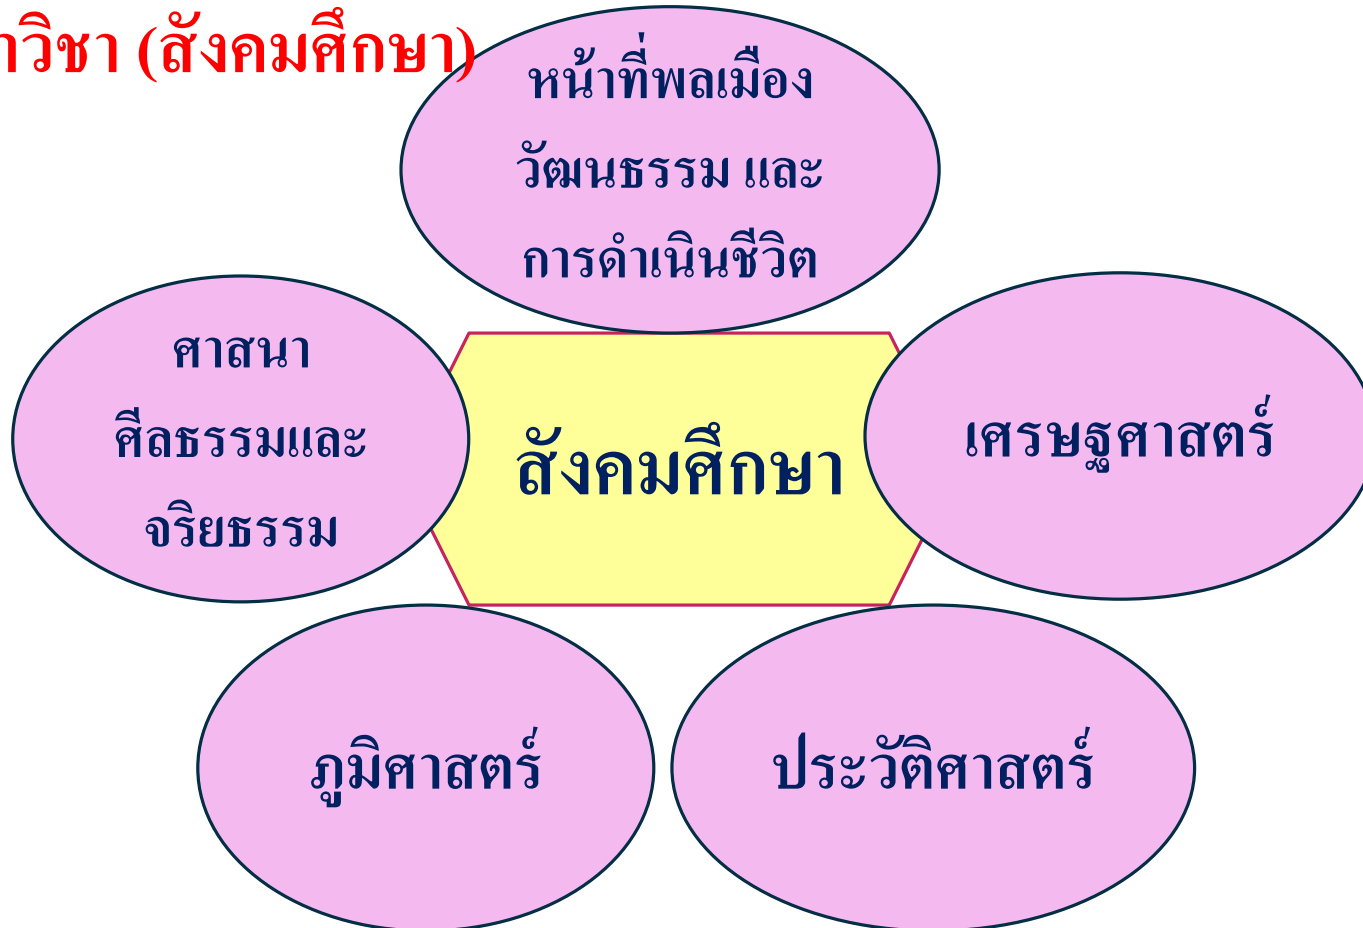 าวิชา (สังคมศึกษา)
หน้าที่พลเมือง
วัฒนธรรม และ
การดำเนินชีวิต
ศาสนา
ศีลธรรมและ
จริยธรรม
สังคมศึกษา
เศรษฐศาสตร์
ภูมิศาสตร์
ประวัติศาสตร์